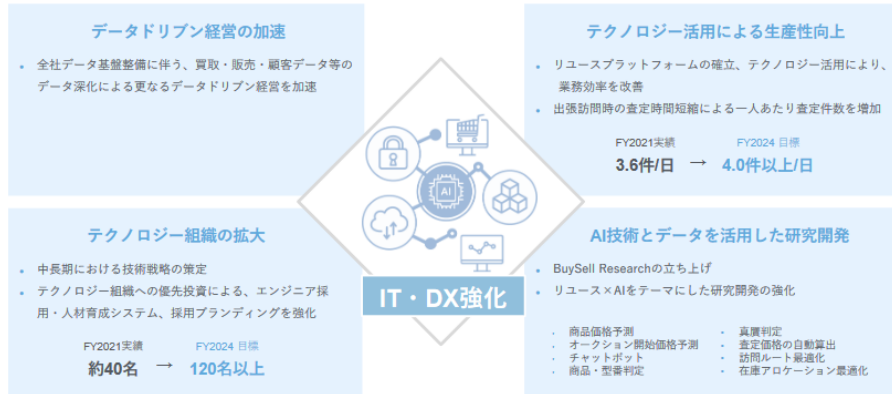 データドリブン経営の加速
• 全社データ基盤整備に伴う、買取・販売・顧客データ等の
データ深化による更なるデータドリブン経営を加速
テクノロジー活用による生産性向上
• リユースプラットフォームの確立、テクノロジー活用により、
業務効率を改善
• 出張訪問時の査定時間短縮による一人あたり査定件数を増加
FY2021実績
FY2024 目標
3.6件/日 → 4.0件以上/日
AI
IT・DX強化
テクノロジー組織の拡大
• 中長期における技術戦略の策定
• テクノロジー組織への優先投資による、エンジニア採
用・人材育成システム、採用ブランディングを強化
FY2021実績
FY2024 目標
約40名 → 120名以上
AI技術とデータを活用した研究開発
• BuySell Researchの立ち上げ
• リユース×AIをテーマにした研究開発の強化
• 商品価格予測
• オークション開始価格予測
• チャットボット
• 商品・型番判定
• 真贋判定
• 査定価格の自動算出
• 訪問ルート最適化
• 在庫アロケーション最適化